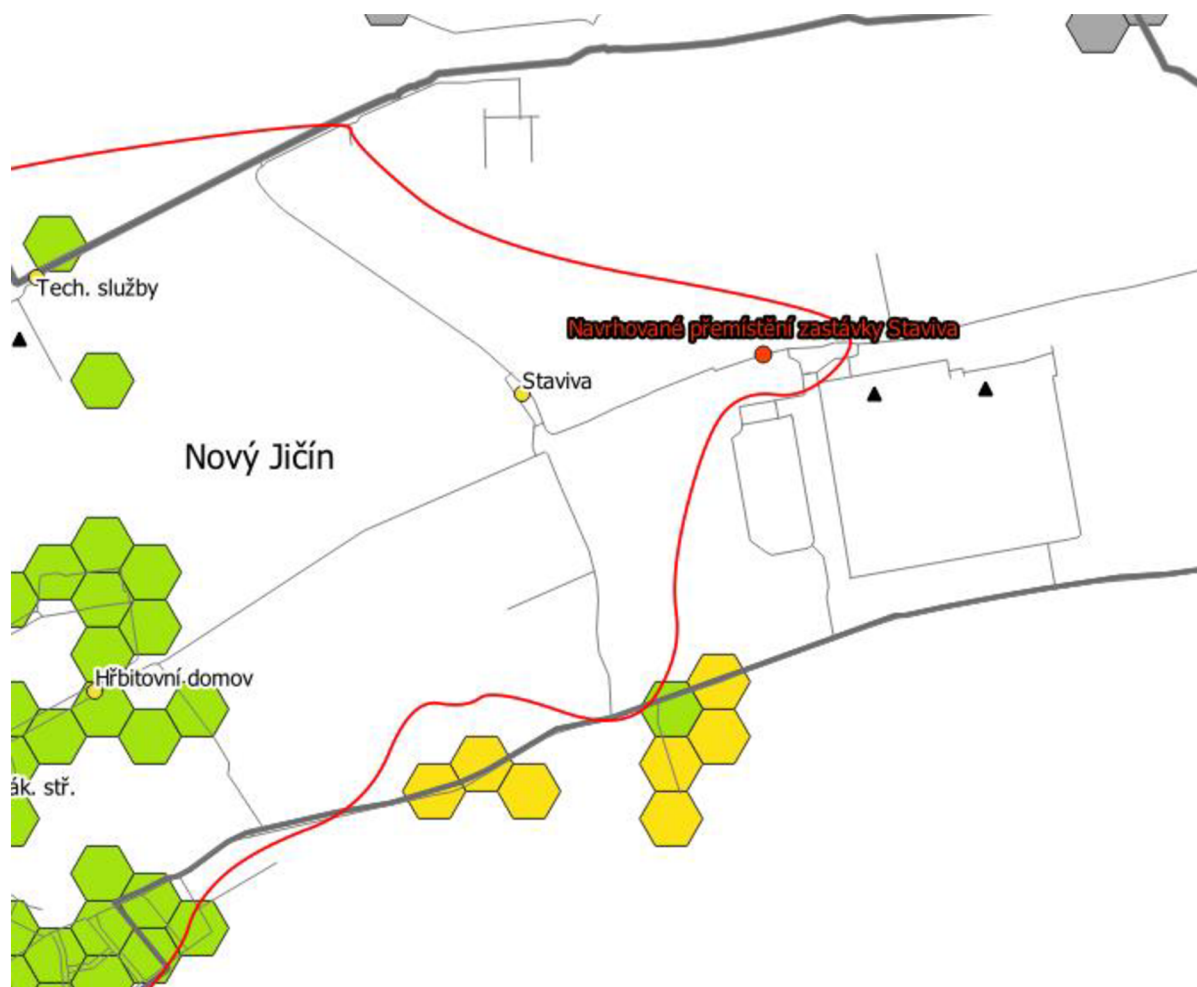 Tech. služby
Navrhované přemístění zastávky Staviva
Staviva
Nový Jičín
Hřbitovní domov
ák. stř.